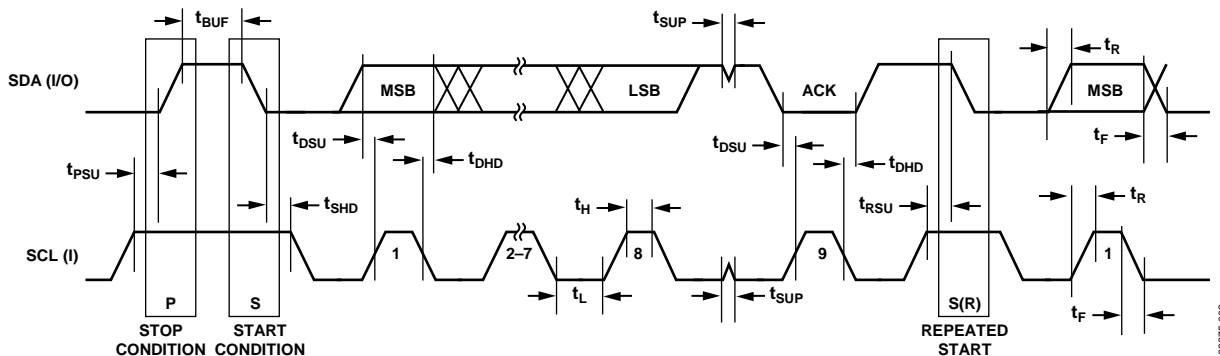 tBUF
tSUP
tR
SDA (I/O)
MSB
LSB
ACK
MSB
tDSU
tDHD
tDSU
tDHD
tF
tPSU
tSHD
tH
tRSU
tR
SCL (I)
1
2–7
8
9
1
tL
tSUP
tF
P
S
S(R)
STOP
CONDITION
START
CONDITION
REPEATED
START